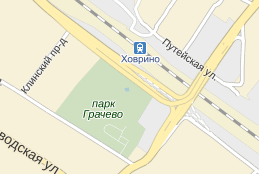 Клинский пр-д
Ховрино
Путейская ул.
парк
Грачево
водская ул